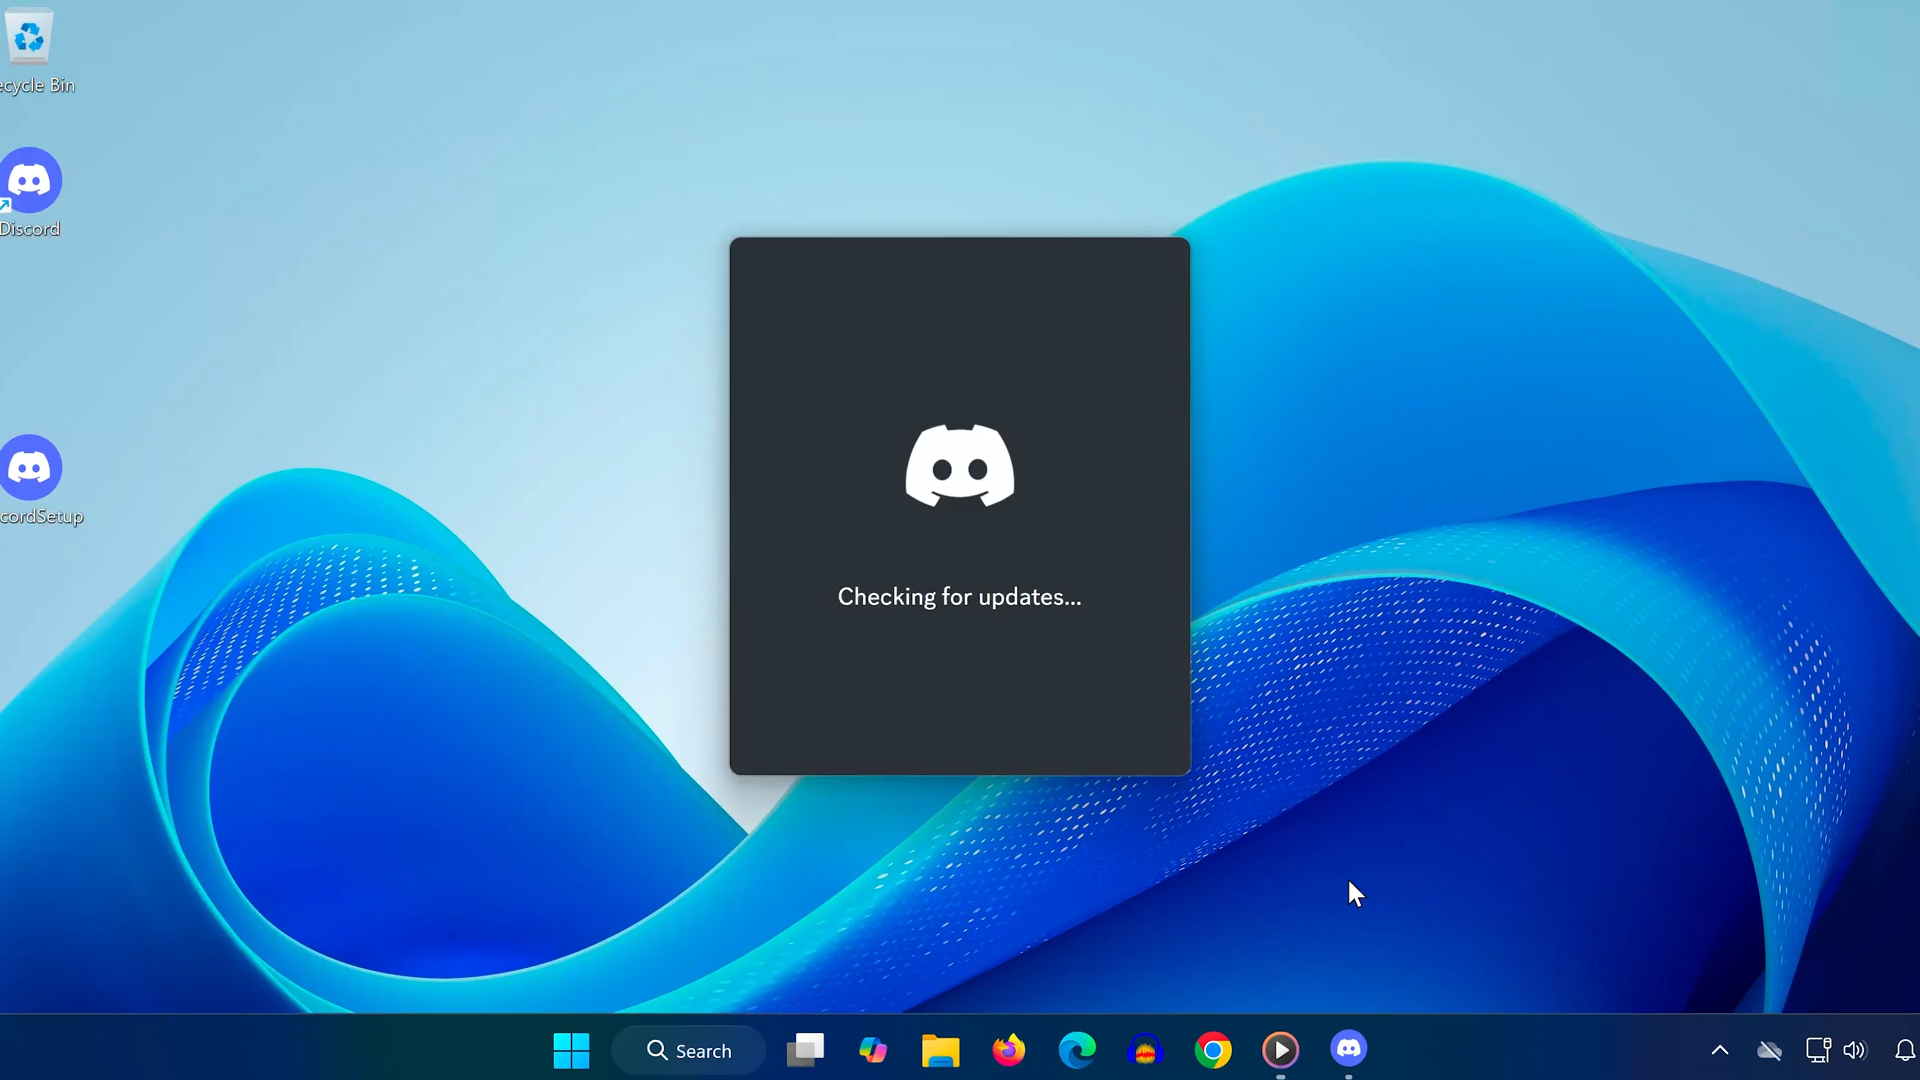 ecycle Bin
Discord
cordSetup
Checking for updates...
Search